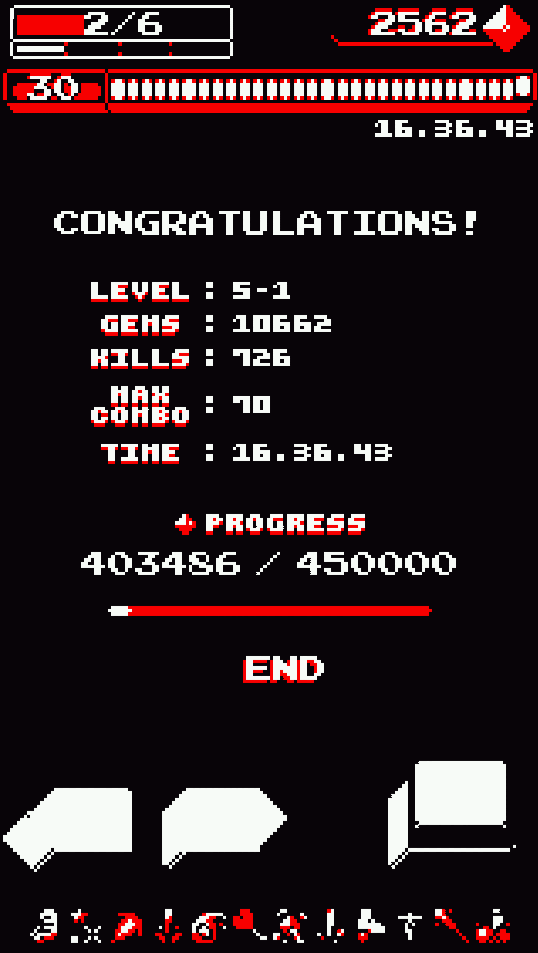 2/6
2562
30
16.36.43
CONGRATULATIONS!
LEVEL : 5-1
GEMS : 10662
KILLS : 726
MAX COMBO : 70
TIME : 16.36.43
PROGRESS
403486 / 450000
END